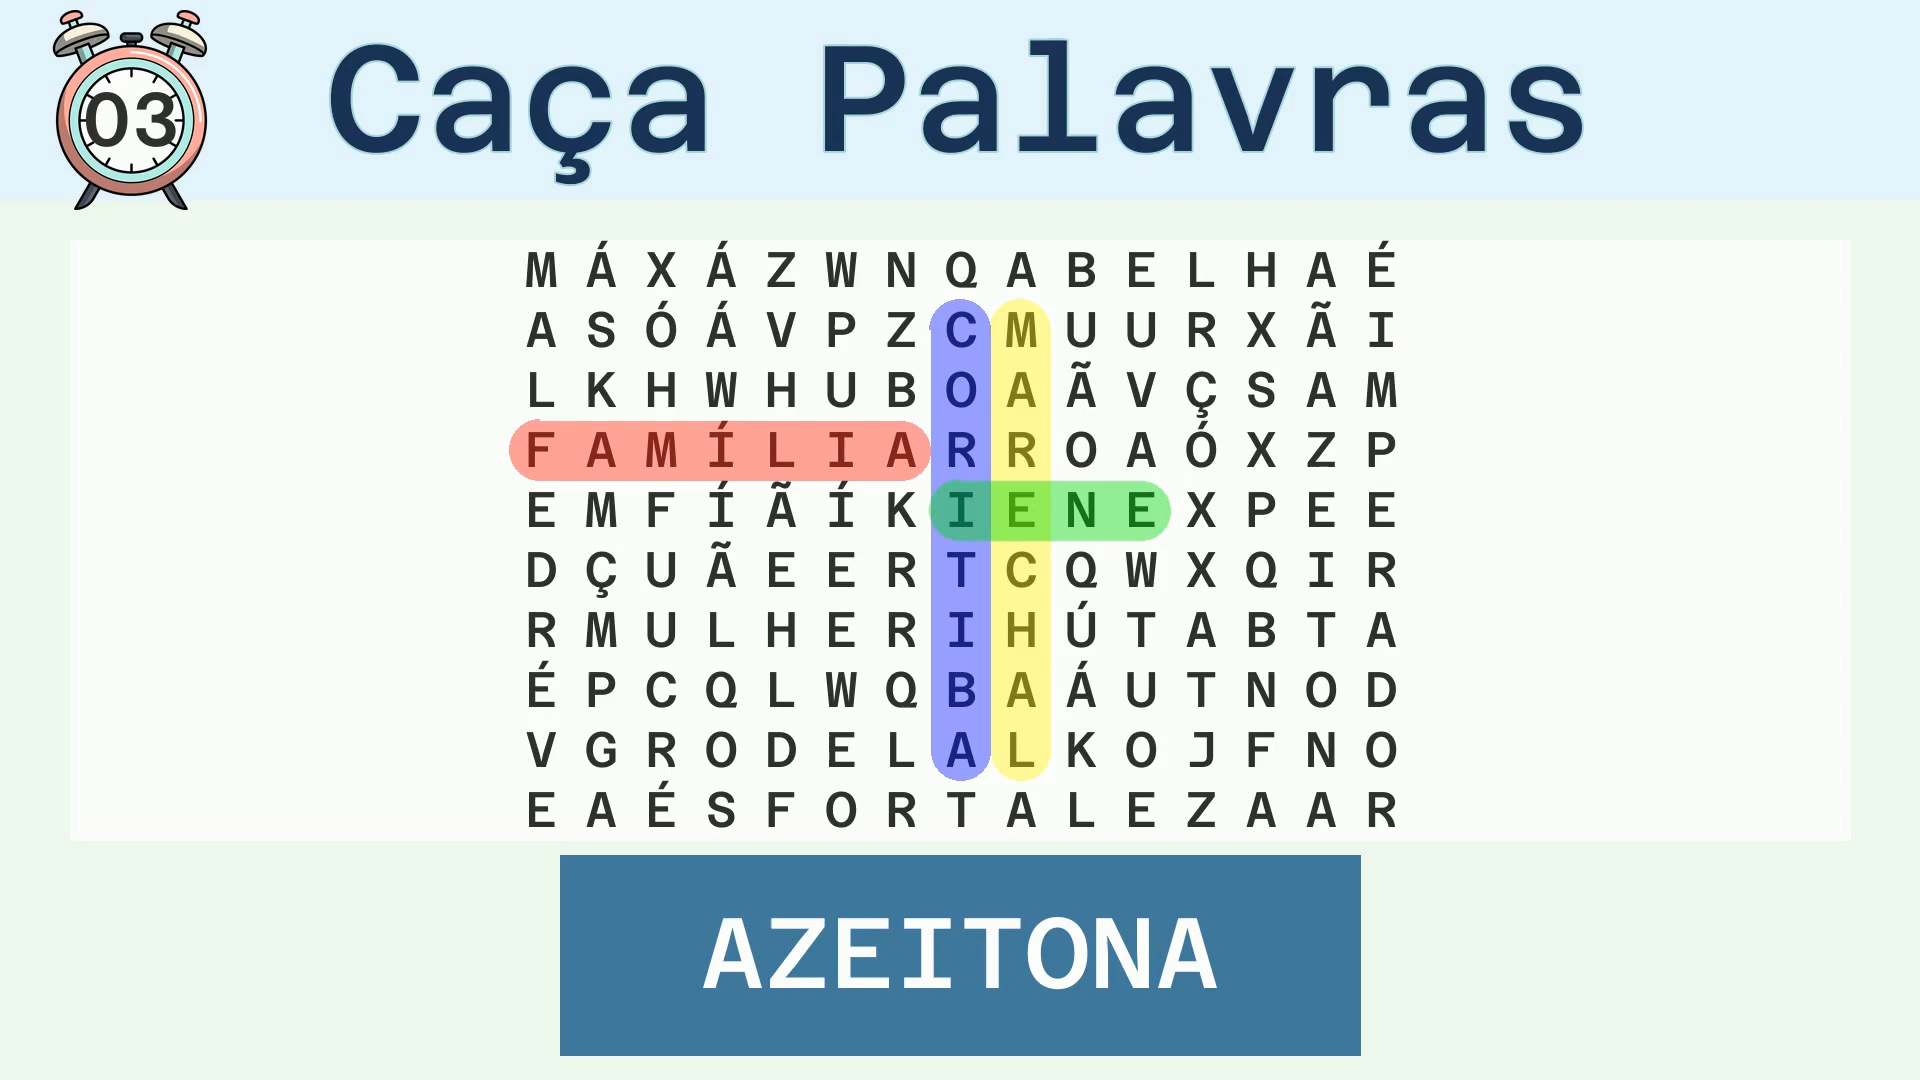 03
Caça Palavras
M Á X Á Z W N Q A B E L H A É
A S Ó Á V P Z C M U U R X Ã I
L K H W H U B O A Ã V Ç S A M
F A M Í L I A R R O A Ó X Z P
E M F Í Ã Í K I E N E X P E E
D Ç U Ã E E R T C Q W X Q I R
R M U L H E R I H Ú T A B T A
É P C Q L W Q B A Á U T N O D
V G R O D E L A L K O J F N O
E A É S F O R T A L E Z A A R
AZEITONA